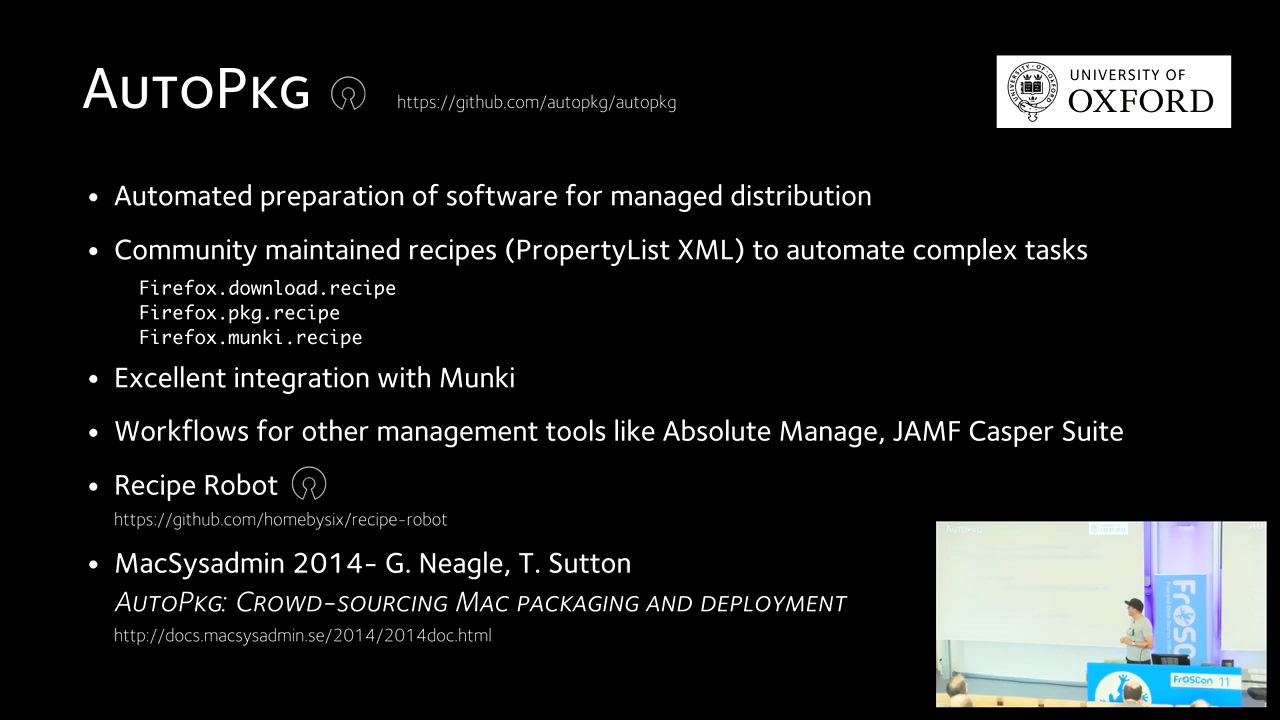 AutoPkg https://github.com/autopkg/autopkg
UNIVERSITY OF
OXFORD
• Automated preparation of software for managed distribution
• Community maintained recipes (PropertyList XML) to automate complex tasks
Firefox.download.recipe
Firefox.pkg.recipe
Firefox.munki.recipe
• Excellent integration with Munki
• Workflows for other management tools like Absolute Manage, JAMF Casper Suite
• Recipe Robot
https://github.com/homebysix/recipe-robot
• MacSysadmin 2014- G. Neagle, T. Sutton
AutoPkg: Crowd-sourcing Mac packaging and deployment
http://docs.macsysadmin.se/2014/2014doc.html
FrOSC
FrOSCon 11